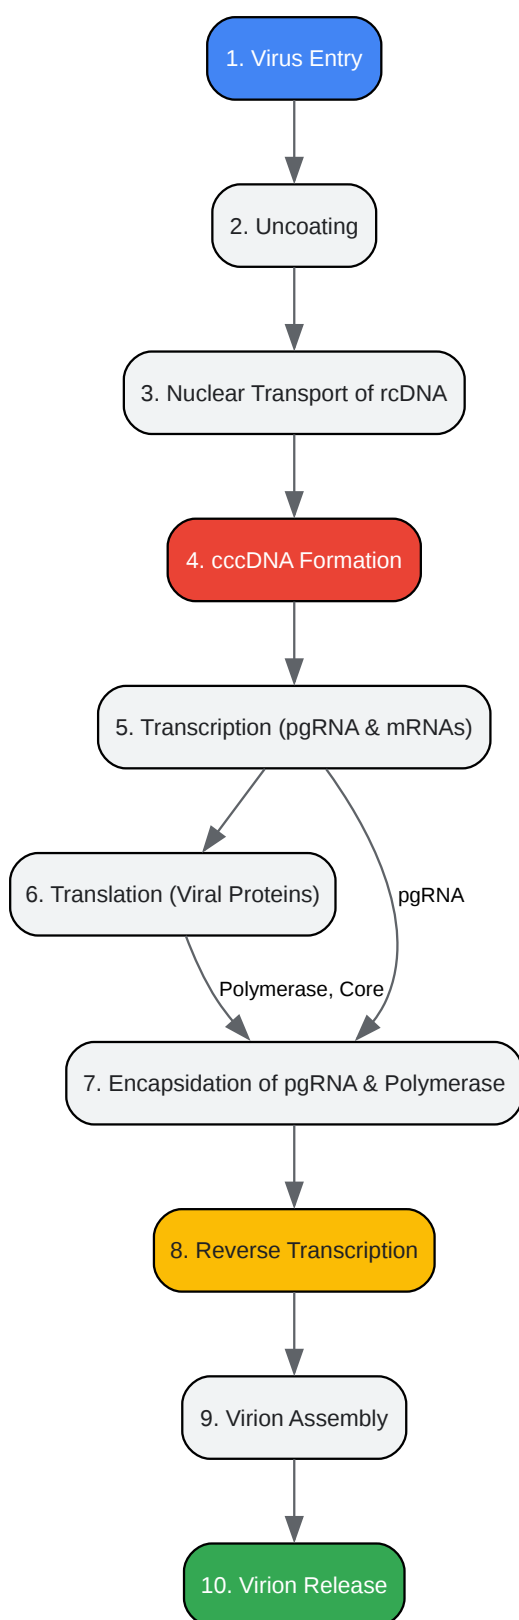 1. Virus Entry
2. Uncoating
3. Nuclear Transport of rcDNA
4. cccDNA Formation
5. Transcription (pgRNA & mRNAs)
6. Translation (Viral Proteins)
pgRNA
Polymerase, Core
7. Encapsidation of pgRNA & Polymerase
8. Reverse Transcription
9. Virion Assembly
10. Virion Release